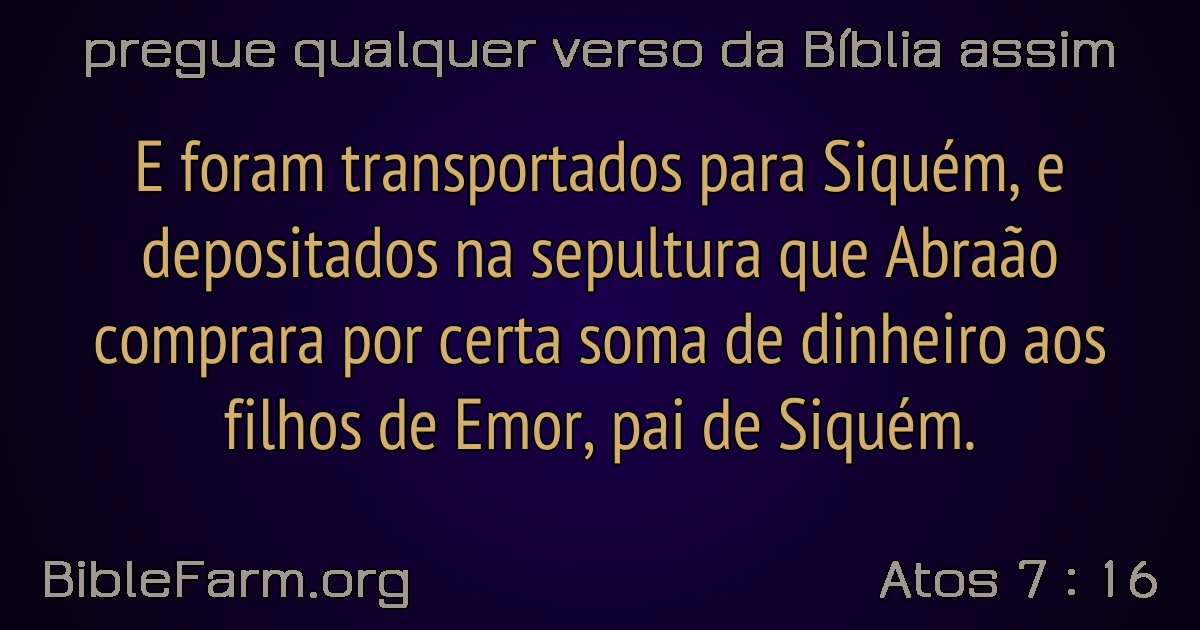 pregue qualquer verso da Bíblia assim
E foram transportados para Siquém, e
depositados na sepultura que Abraão
comprara por certa soma de dinheiro aos
filhos de Emor, pai de Siquém.
BibleFarm.org
Atos 7 : 16